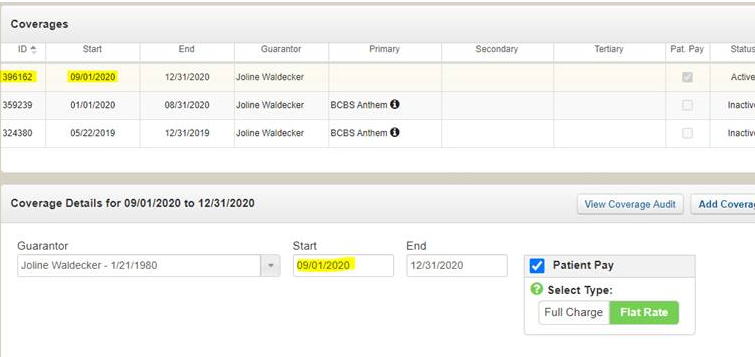 Coverages
ID Start End Guarantor Primary Secondary Tertiary Pat. Pay Status
396162 09/01/2020 12/31/2020 Joline Waldecker Active
359239 01/01/2020 08/31/2020 Joline Waldecker BCBS Anthem Inactiv
324380 05/22/2019 12/31/2019 Joline Waldecker BCBS Anthem Inactiv
Coverage Details for 09/01/2020 to 12/31/2020 View Coverage Audit Add Coverag
Guarantor Start End
Joline Waldecker - 1/21/1980 09/01/2020 12/31/2020 Patient Pay
Select Type:
Full Charge Flat Rate